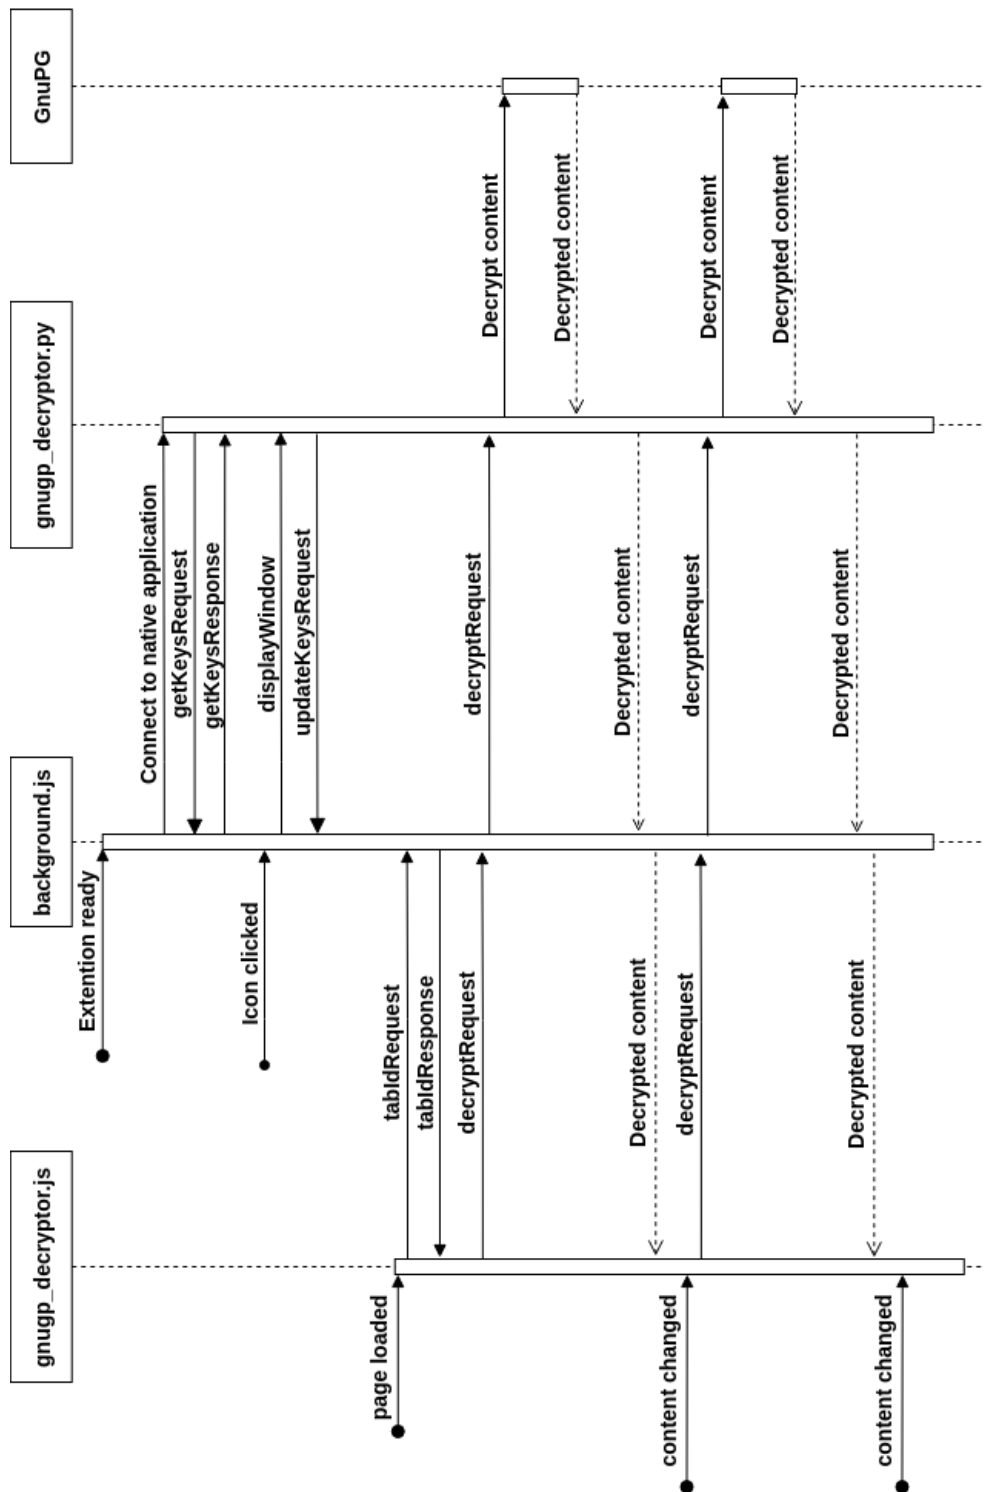 gnugp_decryptor.js
background.js
gnugp_decryptor.py
GnuPG
Extention ready
Connect to native application
getKeysRequest
getKeysResponse
Icon clicked
displayWindow
updateKeysRequest
page loaded
tabIdRequest
tabIdResponse
decryptRequest
decryptRequest
Decrypt content
Decrypted content
Decrypted content
Decrypted content
content changed
decryptRequest
decryptRequest
Decrypt content
Decrypted content
Decrypted content
Decrypted content
content changed